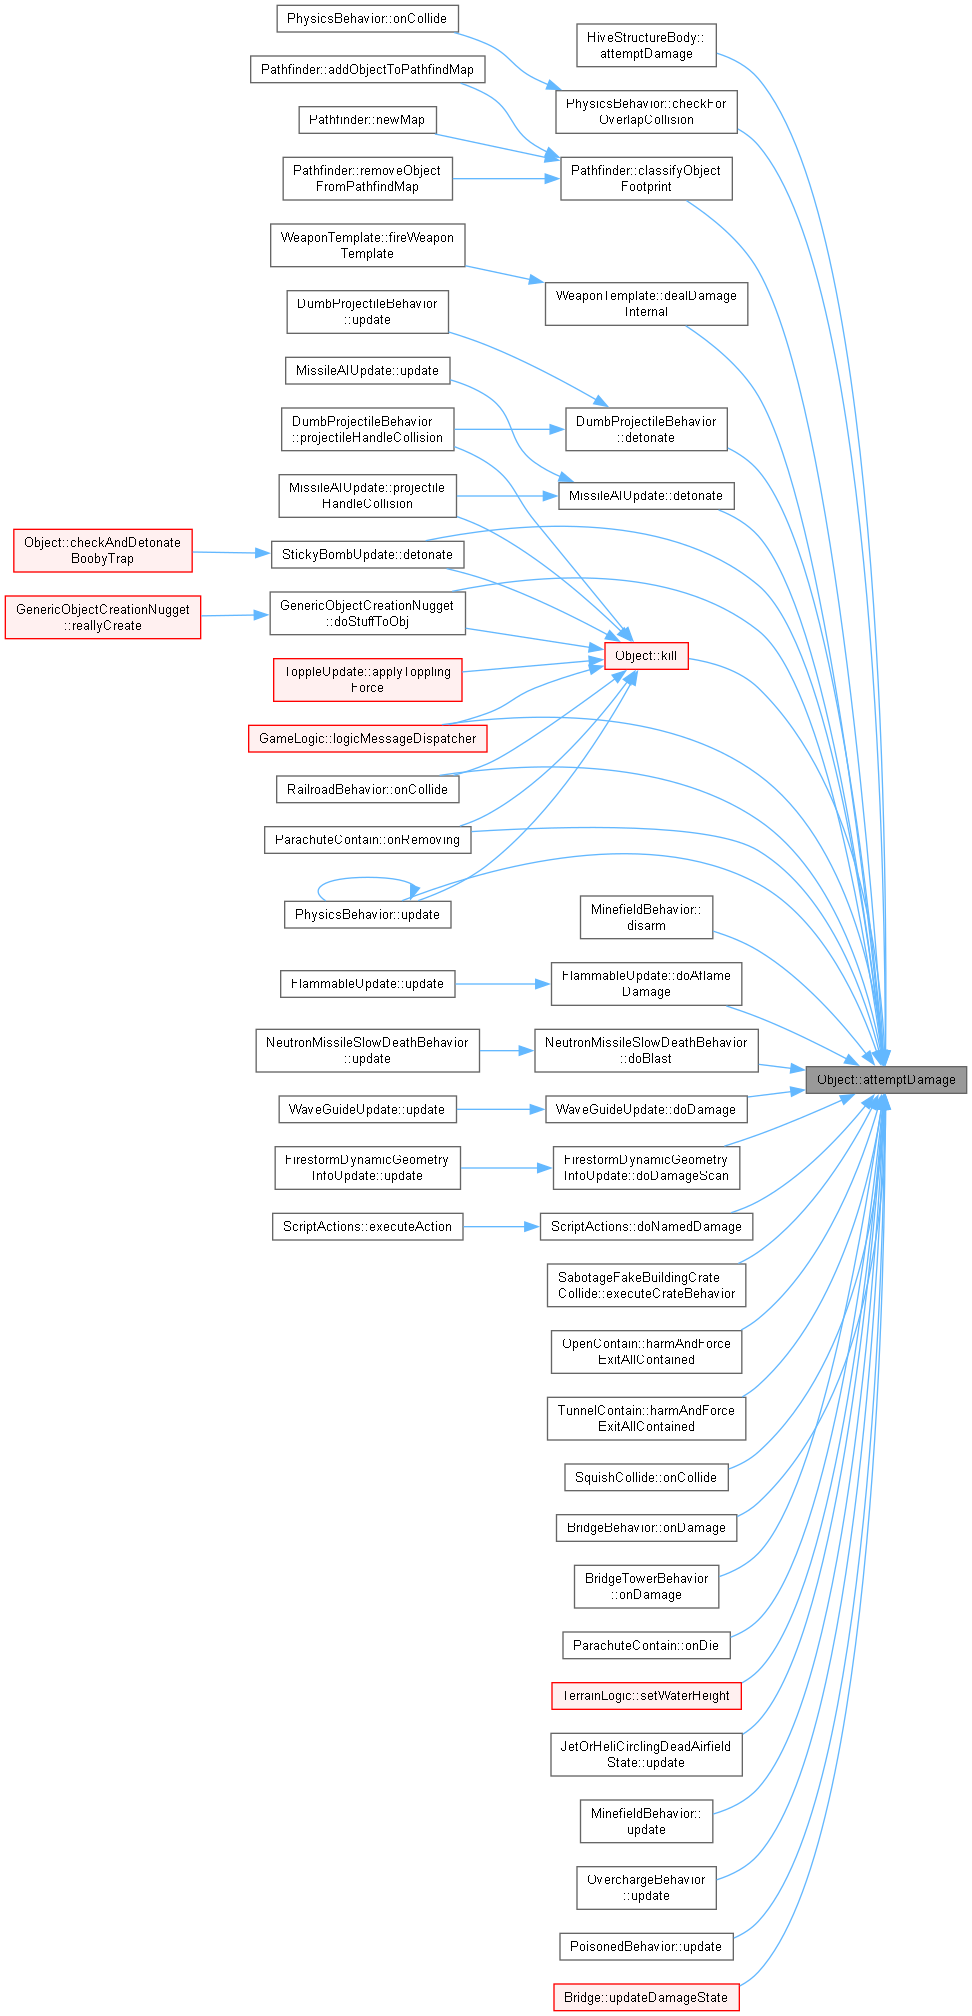 PhysicsBehavior::onCollide
HiveStructureBody::
attemptDamage
Pathfinder::addObjectToPathfindMap
PhysicsBehavior::checkFor
OverlapCollision
Pathfinder::newMap
Pathfinder::removeObject
FromPathfindMap
Pathfinder::classifyObject
Footprint
WeaponTemplate::fireWeapon
Template
WeaponTemplate::dealDamage
Internal
DumbProjectileBehavior
::update
MissileAIUpdate::update
DumbProjectileBehavior
::projectileHandleCollision
DumbProjectileBehavior
::detonate
MissileAIUpdate::projectile
HandleCollision
MissileAIUpdate::detonate
Object::checkAndDetonate
BoobyTrap
StickyBombUpdate::detonate
GenericObjectCreationNugget
::reallyCreate
GenericObjectCreationNugget
::doStuffToObj
Object::kill
ToppleUpdate::applyToppling
Force
GameLogic::logicMessageDispatcher
RailroadBehavior::onCollide
ParachuteContain::onRemoving
PhysicsBehavior::update
MinefieldBehavior::
disarm
FlammableUpdate::update
FlammableUpdate::doAflame
Damage
NeutronMissileSlowDeathBehavior
::update
NeutronMissileSlowDeathBehavior
::doBlast
Object::attemptDamage
WaveGuideUpdate::update
WaveGuideUpdate::doDamage
FirestormDynamicGeometry
InfoUpdate::update
FirestormDynamicGeometry
InfoUpdate::doDamageScan
ScriptActions::executeAction
ScriptActions::doNamedDamage
SabotageFakeBuildingCrate
Collide::executeCrateBehavior
OpenContain::harmAndForce
ExitAllContained
TunnelContain::harmAndForce
ExitAllContained
SquishCollide::onCollide
BridgeBehavior::onDamage
BridgeTowerBehavior
::onDamage
ParachuteContain::onDie
TerrainLogic::setWaterHeight
JetOrHeliCirclingDeadAirfield
State::update
MinefieldBehavior::
update
OverchargeBehavior
::update
PoisonedBehavior::update
Bridge::updateDamageState